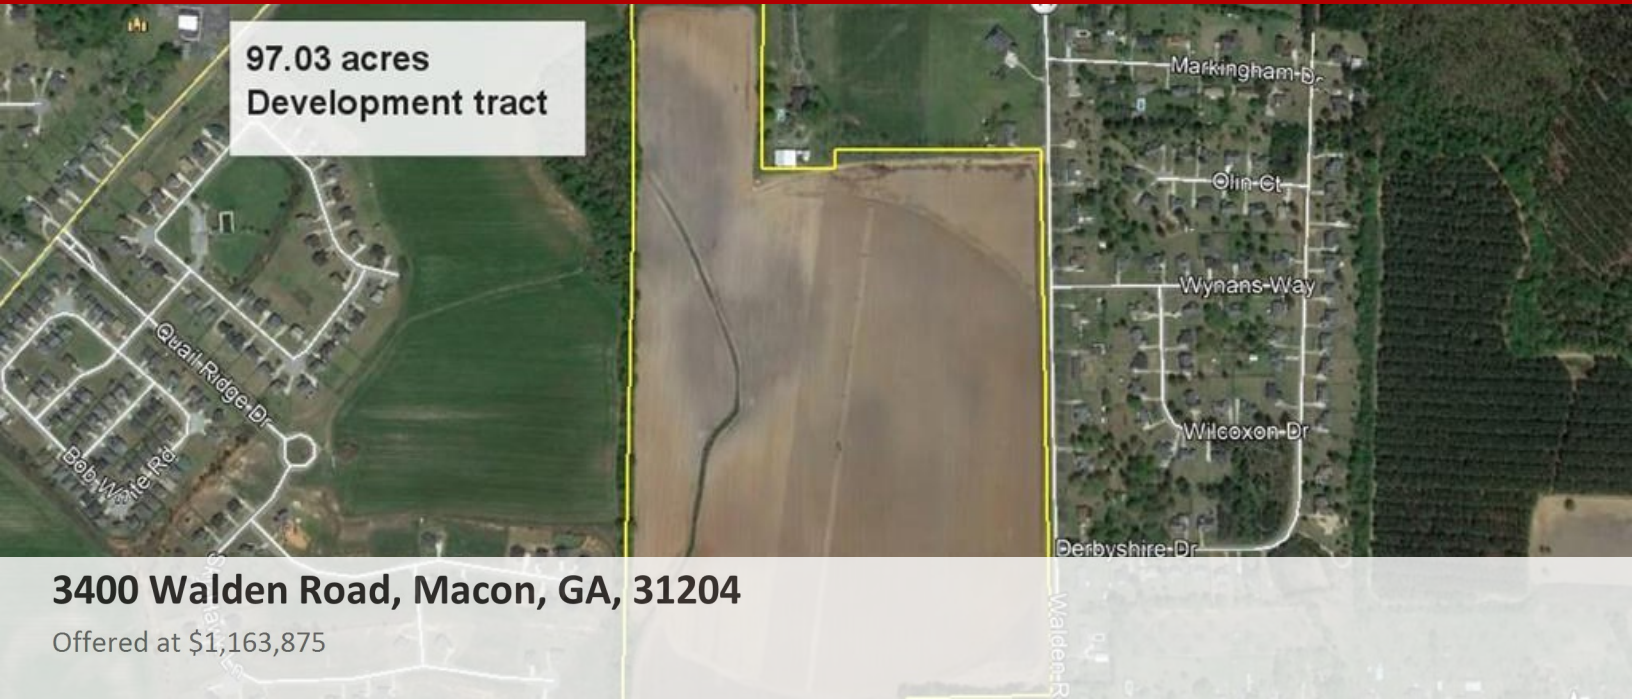 97.03 acres
Development tract
Markingham Dr
Olin Ct
Wynans Way
Quail Ridge Dr
Wilcoxon Dr
Bob White Rd
Derbyshire Dr
3400 Walden Road, Macon, GA, 31204
Offered at $1,163,875
Walden R